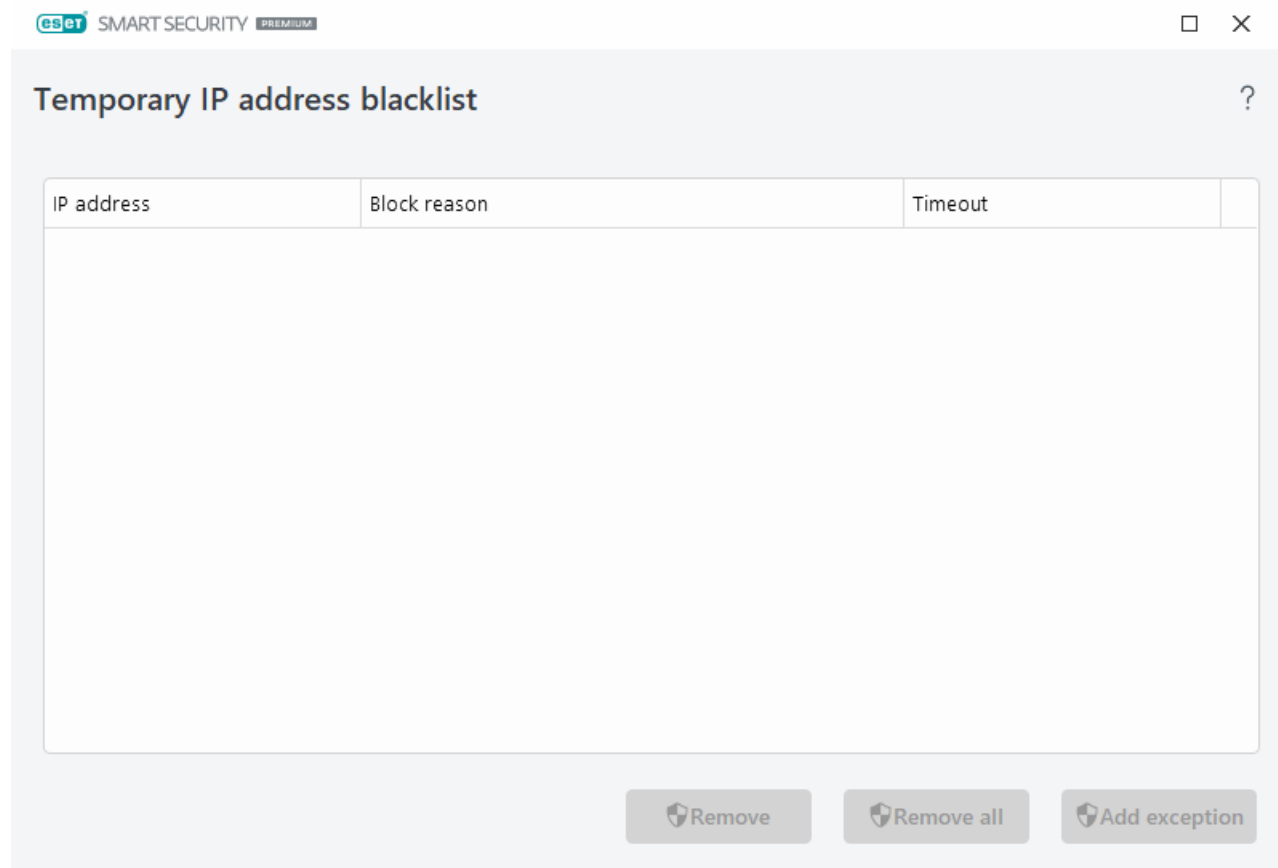 eset SMART SECURITY PREMIUM
Temporary IP address blacklist ?
IP address Block reason Timeout
Remove Remove all Add exception